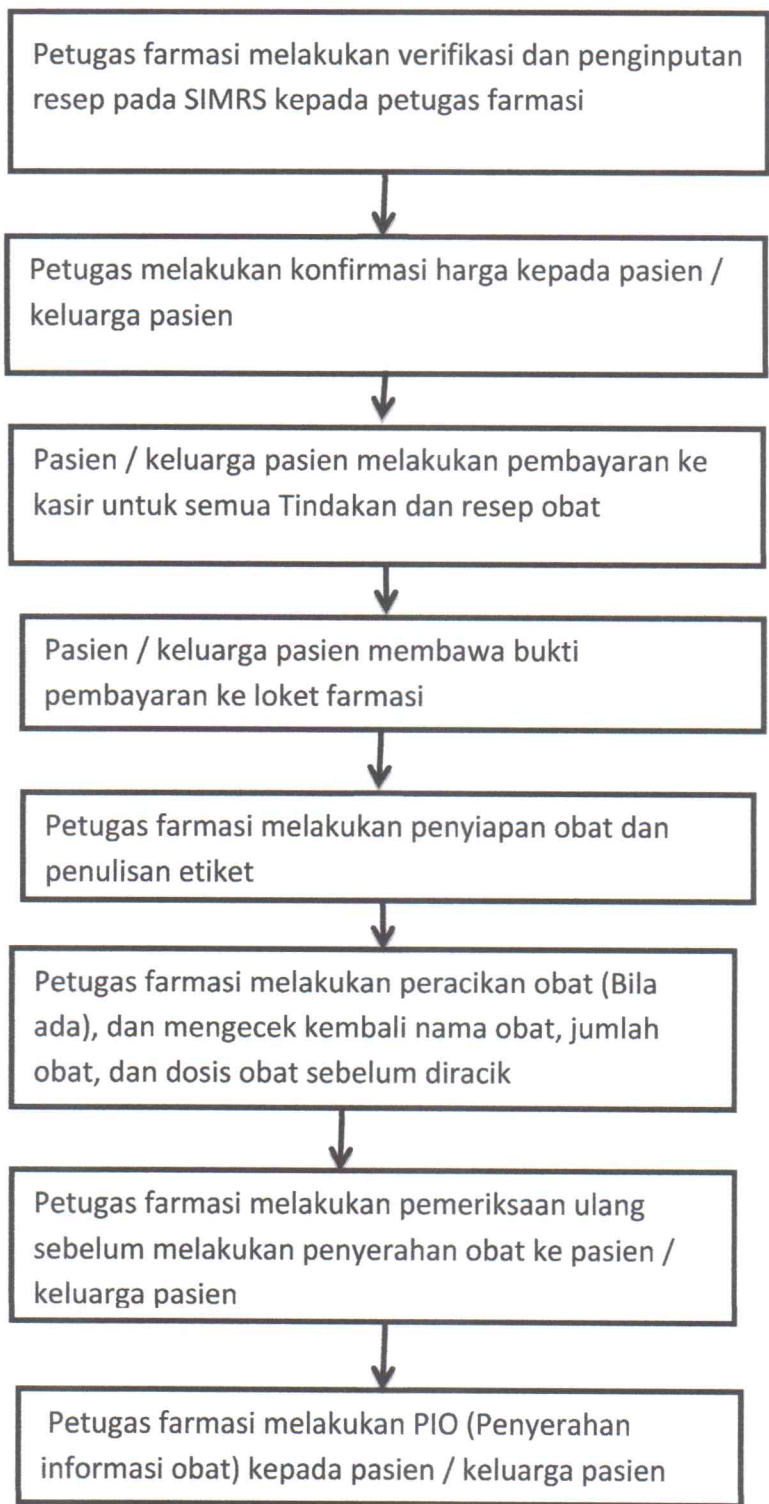 Petugas farmasi melakukan verifikasi dan penginputan
resep pada SIMRS kepada petugas farmasi
Petugas melakukan konfirmasi harga kepada pasien /
keluarga pasien
Pasien / keluarga pasien melakukan pembayaran ke
kasir untuk semua Tindakan dan resep obat
Pasien / keluarga pasien membawa bukti
pembayaran ke loket farmasi
Petugas farmasi melakukan penyiapan obat dan
penulisan etiket
Petugas farmasi melakukan peracikan obat (Bila
ada), dan mengecek kembali nama obat, jumlah
obat, dan dosis obat sebelum diracik
Petugas farmasi melakukan pemeriksaan ulang
sebelum melakukan penyerahan obat ke pasien /
keluarga pasien
Petugas farmasi melakukan PIO (Penyerahan
informasi obat) kepada pasien / keluarga pasien